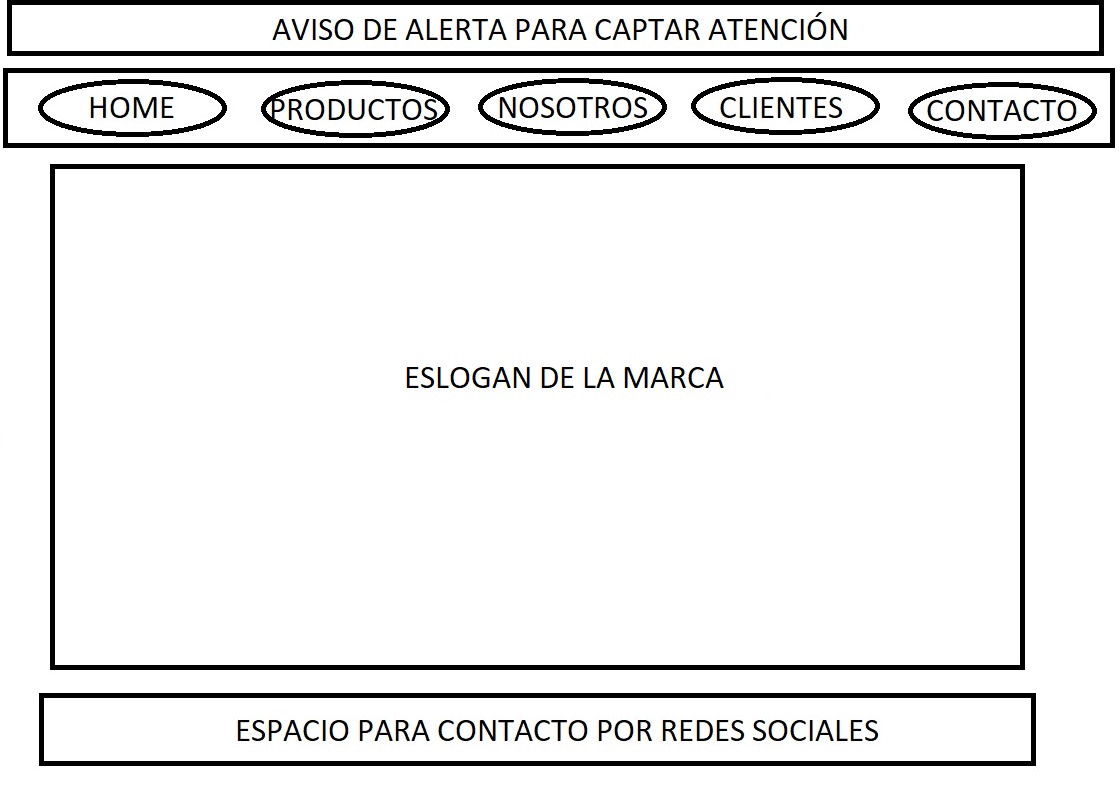 AVISO DE ALERTA PARA CAPTAR ATENCIÓN
HOME PRODUCTOS NOSOTROS CLIENTES CONTACTO
ESLOGAN DE LA MARCA
ESPACIO PARA CONTACTO POR REDES SOCIALES